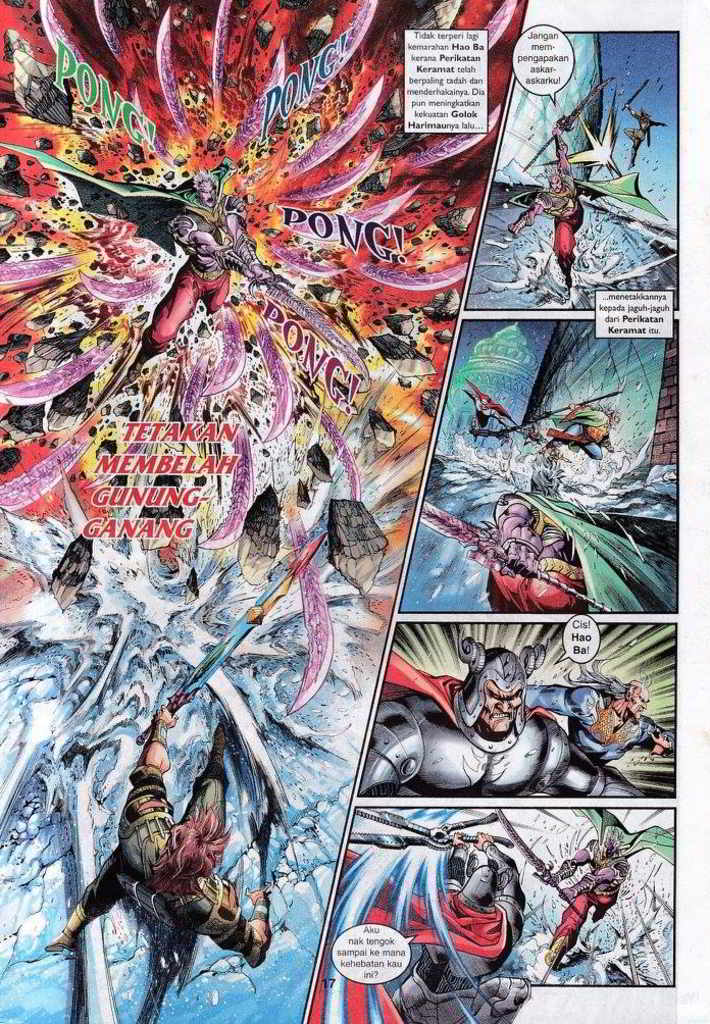 PONG!
PONG!
PONG!
PONG!
Tidak terperi lagi
kemarahan Hao Ba
kerana Perikatan
Keramat telah
berpaling tadah dan
menderhakainya. Dia
pun meningkatkan
kekuatan Golok
Harimaunya lalu...
TETAKAN
MEMBELAH
GUNUNG-
GANANG
Jangan
mem-
pengapakan
askar-
askarku!
...menetakkannya
kepada jaguh-jaguh
dari Perikatan
Keramat itu.
Cis!
Hao
Ba!
Aku
nak tengok
sampai ke mana
kehebatan kau
ini?
17